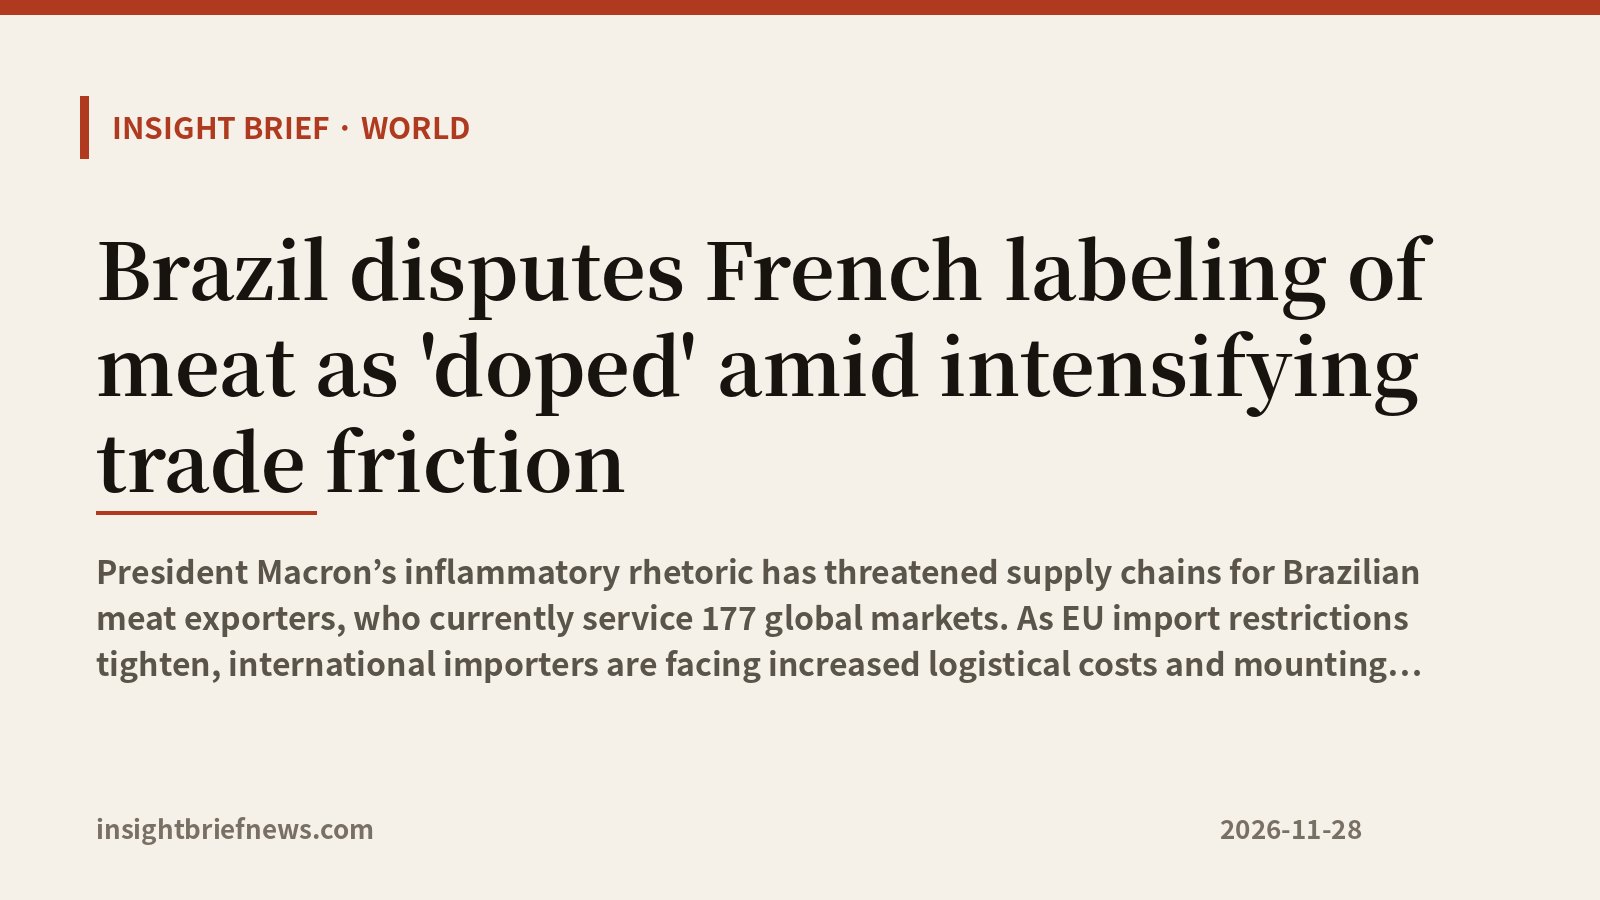 INSIGHT BRIEF · WORLD
Brazil disputes French labeling of
meat as 'doped' amid intensifying
trade friction
President Macron’s inflammatory rhetoric has threatened supply chains for Brazilian
meat exporters, who currently service 177 global markets. As EU import restrictions
tighten, international importers are facing increased logistical costs and mounting…
insightbriefnews.com
2026-11-28